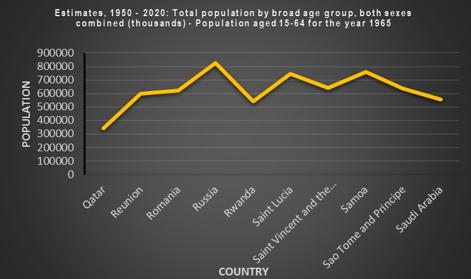 Estimates, 1950 - 2020: Total population by broad age group, both sexes
combined (thousands) - Population aged 15-64 for the year 1965
POPULATION
900000
800000
700000
600000
500000
400000
300000
200000
100000
0
Qatar
Reunion
Romania
Russia
Rwanda
Saint Lucia
Saint Vincent and the...
Samoa
Sao Tome and Principe
Saudi Arabia
COUNTRY